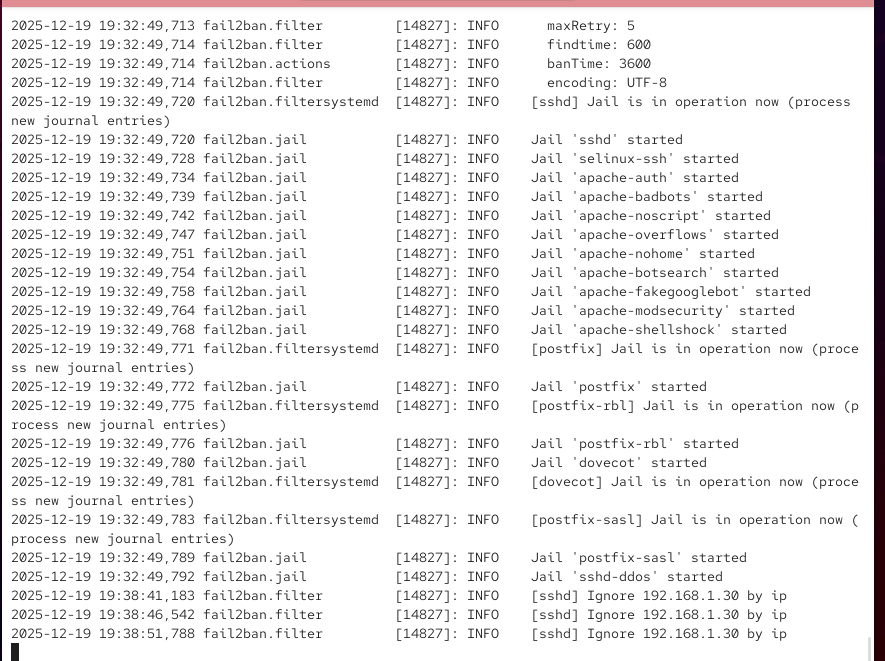 2025-12-19 19:32:49,713 fail2ban.filter         [14827]: INFO      maxRetry: 5
2025-12-19 19:32:49,714 fail2ban.filter         [14827]: INFO      findtime: 600
2025-12-19 19:32:49,714 fail2ban.actions        [14827]: INFO      banTime: 3600
2025-12-19 19:32:49,714 fail2ban.filter         [14827]: INFO      encoding: UTF-8
2025-12-19 19:32:49,720 fail2ban.filtersystemd  [14827]: INFO    [sshd] Jail is in operation now (process
new journal entries)
2025-12-19 19:32:49,720 fail2ban.jail           [14827]: INFO    Jail 'sshd' started
2025-12-19 19:32:49,728 fail2ban.jail           [14827]: INFO    Jail 'selinux-ssh' started
2025-12-19 19:32:49,734 fail2ban.jail           [14827]: INFO    Jail 'apache-auth' started
2025-12-19 19:32:49,739 fail2ban.jail           [14827]: INFO    Jail 'apache-badbots' started
2025-12-19 19:32:49,742 fail2ban.jail           [14827]: INFO    Jail 'apache-noscript' started
2025-12-19 19:32:49,747 fail2ban.jail           [14827]: INFO    Jail 'apache-overflows' started
2025-12-19 19:32:49,751 fail2ban.jail           [14827]: INFO    Jail 'apache-nohome' started
2025-12-19 19:32:49,754 fail2ban.jail           [14827]: INFO    Jail 'apache-botsearch' started
2025-12-19 19:32:49,758 fail2ban.jail           [14827]: INFO    Jail 'apache-fakegooglebot' started
2025-12-19 19:32:49,764 fail2ban.jail           [14827]: INFO    Jail 'apache-modsecurity' started
2025-12-19 19:32:49,768 fail2ban.jail           [14827]: INFO    Jail 'apache-shellshock' started
2025-12-19 19:32:49,771 fail2ban.filtersystemd  [14827]: INFO    [postfix] Jail is in operation now (proce
ss new journal entries)
2025-12-19 19:32:49,772 fail2ban.jail           [14827]: INFO    Jail 'postfix' started
2025-12-19 19:32:49,775 fail2ban.filtersystemd  [14827]: INFO    [postfix-rbl] Jail is in operation now (p
rocess new journal entries)
2025-12-19 19:32:49,776 fail2ban.jail           [14827]: INFO    Jail 'postfix-rbl' started
2025-12-19 19:32:49,780 fail2ban.jail           [14827]: INFO    Jail 'dovecot' started
2025-12-19 19:32:49,781 fail2ban.filtersystemd  [14827]: INFO    [dovecot] Jail is in operation now (proce
ss new journal entries)
2025-12-19 19:32:49,783 fail2ban.filtersystemd  [14827]: INFO    [postfix-sasl] Jail is in operation now (
process new journal entries)
2025-12-19 19:32:49,789 fail2ban.jail           [14827]: INFO    Jail 'postfix-sasl' started
2025-12-19 19:32:49,792 fail2ban.jail           [14827]: INFO    Jail 'sshd-ddos' started
2025-12-19 19:38:41,183 fail2ban.filter         [14827]: INFO    [sshd] Ignore 192.168.1.30 by ip
2025-12-19 19:38:46,542 fail2ban.filter         [14827]: INFO    [sshd] Ignore 192.168.1.30 by ip
2025-12-19 19:38:51,788 fail2ban.filter         [14827]: INFO    [sshd] Ignore 192.168.1.30 by ip